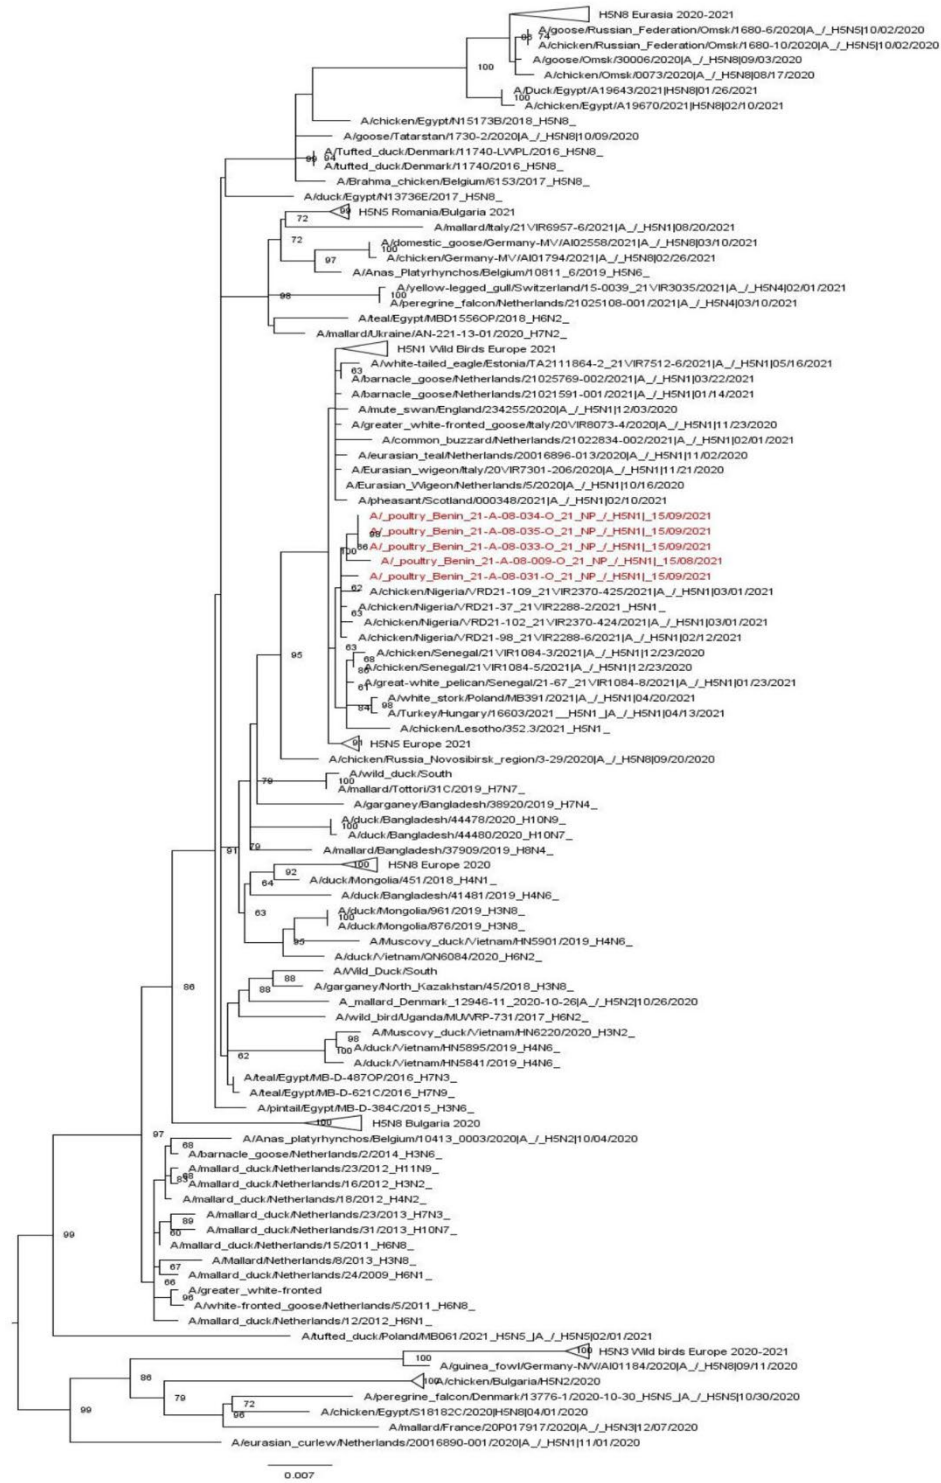 H5N8 Eurasia 2020-2021
A/goose/Russian_Federation/Omsk/1680-6/2020|A_/_H5N5|10/02/2020
86 74
A/chicken/Russian_Federation/Omsk/1680-10/2020|A_/_H5N5|10/02/2020
A/goose/Omsk/30006/2020|A_/_H5N8|09/03/2020
100
A/chicken/Omsk/0073/2020|A_/_H5N8|08/17/2020
A/Duck/Egypt/A19643/2021|H5N8|01/26/2021
100
A/chicken/Egypt/A19670/2021|H5N8|02/10/2021
A/chicken/Egypt/N15173B/2018_H5N8_
A/goose/Tatarstan/1730-2/2020|A_/_H5N8|10/09/2020
A/Tufted_duck/Denmark/11740-LWPL/2016_H5N8_
99 94
A/tufted_duck/Denmark/11740/2016_H5N8_
A/Brahma_chicken/Belgium/6153/2017_H5N8_
A/duck/Egypt/N13736E/2017_H5N8_
99 H5N5 Romania/Bulgaria 2021
72
A/mallard/Italy/21VIR6957-6/2021|A_/_H5N1|08/20/2021
72
A/domestic_goose/Germany-MV/AI02558/2021|A_/_H5N8|03/10/2021
100
A/chicken/Germany-MV/AI01794/2021|A_/_H5N8|02/26/2021
97
A/Anas_Platyrhynchos/Belgium/10811_6/2019_H5N6_
A/yellow-legged_gull/Switzerland/15-0039_21VIR3035/2021|A_/_H5N4|02/01/2021
98 100
A/peregrine_falcon/Netherlands/21025108-001/2021|A_/_H5N4|03/10/2021
A/teal/Egypt/MBD1556OP/2018_H6N2_
A/mallard/Ukraine/AN-221-13-01/2020_H7N2_
H5N1 Wild Birds Europe 2021
A/white-tailed_eagle/Estonia/TA2111864-2_21VIR7512-6/2021|A_/_H5N1|05/16/2021
63
A/barnacle_goose/Netherlands/21025769-002/2021|A_/_H5N1|03/22/2021
A/barnacle_goose/Netherlands/21021591-001/2021|A_/_H5N1|01/14/2021
A/mute_swan/England/234255/2020|A_/_H5N1|12/03/2020
A/greater_white-fronted_goose/Italy/20VIR8073-4/2020|A_/_H5N1|11/23/2020
A/common_buzzard/Netherlands/21022834-002/2021|A_/_H5N1|02/01/2021
A/eurasian_teal/Netherlands/20016896-013/2020|A_/_H5N1|11/02/2020
A/Eurasian_wigeon/Italy/20VIR7301-206/2020|A_/_H5N1|11/21/2020
A/Eurasian_Wigeon/Netherlands/5/2020|A_/_H5N1|10/16/2020
A/pheasant/Scotland/000348/2021|A_/_H5N1|02/10/2021
A/_poultry_Benin_21-A-08-034-O_21_NP_/_H5N1|_15/09/2021
98
A/_poultry_Benin_21-A-08-035-O_21_NP_/_H5N1|_15/09/2021
66
A/_poultry_Benin_21-A-08-033-O_21_NP_/_H5N1|_15/09/2021
100
A/_poultry_Benin_21-A-08-009-O_21_NP_/_H5N1|_15/08/2021
A/_poultry_Benin_21-A-08-031-O_21_NP_/_H5N1|_15/09/2021
62
A/chicken/Nigeria/VRD21-109_21VIR2370-425/2021|A_/_H5N1|03/01/2021
A/chicken/Nigeria/VRD21-37_21VIR2288-2/2021_H5N1_
63
A/chicken/Nigeria/VRD21-102_21VIR2370-424/2021|A_/_H5N1|03/01/2021
A/chicken/Nigeria/VRD21-98_21VIR2288-6/2021|A_/_H5N1|02/12/2021
95
63
A/chicken/Senegal/21VIR1084-3/2021|A_/_H5N1|12/23/2020
68
86
A/chicken/Senegal/21VIR1084-5/2021|A_/_H5N1|12/23/2020
61
A/great-white_pelican/Senegal/21-67_21VIR1084-8/2021|A_/_H5N1|01/23/2021
A/white_stork/Poland/MB391/2021|A_/_H5N1|04/20/2021
84 98
A/Turkey/Hungary/16603/2021__H5N1_|A_/_H5N1|04/13/2021
A/chicken/Lesotho/352.3/2021_H5N1_
91 H5N5 Europe 2021
A/chicken/Russia_Novosibirsk_region/3-29/2020|A_/_H5N8|09/20/2020
A/wild_duck/South
79 100
A/mallard/Tottori/31C/2019_H7N7_
A/garganey/Bangladesh/38920/2019_H7N4_
A/duck/Bangladesh/44478/2020_H10N9_
100
A/duck/Bangladesh/44480/2020_H10N7_
91 79
A/mallard/Bangladesh/37909/2019_H8N4_
100 H5N8 Europe 2020
92
A/duck/Mongolia/451/2018_H4N1_
64
A/duck/Bangladesh/41481/2019_H4N6_
63
A/duck/Mongolia/961/2019_H3N8_
100
A/duck/Mongolia/876/2019_H3N8_
95
A/Muscovy_duck/Vietnam/HN5901/2019_H4N6_
A/duck/Vietnam/QN6084/2020_H6N2_
A/Wild_Duck/South
88
86 88
A/garganey/North_Kazakhstan/45/2018_H3N8_
A_mallard_Denmark_12946-11_2020-10-26|A_/_H5N2|10/26/2020
A/wild_bird/Uganda/MUWRP-731/2017_H6N2_
A/Muscovy_duck/Vietnam/HN6220/2020_H3N2_
98
62 100
A/duck/Vietnam/HN5895/2019_H4N6_
A/duck/Vietnam/HN5841/2019_H4N6_
A/teal/Egypt/MB-D-487OP/2016_H7N3_
A/teal/Egypt/MB-D-621C/2016_H7N9_
A/pintail/Egypt/MB-D-384C/2015_H3N6_
100 H5N8 Bulgaria 2020
97
A/Anas_platyrhynchos/Belgium/10413_0003/2020|A_/_H5N2|10/04/2020
68
A/barnacle_goose/Netherlands/2/2014_H3N6_
A/mallard_duck/Netherlands/23/2012_H11N9_
83 68
A/mallard_duck/Netherlands/16/2012_H3N2_
A/mallard_duck/Netherlands/18/2012_H4N2_
A/mallard_duck/Netherlands/23/2013_H7N3_
89
A/mallard_duck/Netherlands/31/2013_H10N7_
99 60
A/mallard_duck/Netherlands/15/2011_H6N8_
A/Mallard/Netherlands/8/2013_H3N8_
67
A/mallard_duck/Netherlands/24/2009_H6N1_
66
A/greater_white-fronted
96
A/white-fronted_goose/Netherlands/5/2011_H6N8_
A/mallard_duck/Netherlands/12/2012_H6N1_
A/tufted_duck/Poland/MB061/2021_H5N5_|A_/_H5N5|02/01/2021
100 H5N3 Wild birds Europe 2020-2021
100
A/guinea_fowl/Germany-NW/AI01184/2020|A_/_H5N8|09/11/2020
86
100 A/chicken/Bulgaria/H5N2/2020
79
A/peregrine_falcon/Denmark/13776-1/2020-10-30_H5N5_|A_/_H5N5|10/30/2020
72
99 96
A/chicken/Egypt/S18182C/2020|H5N8|04/01/2020
A/mallard/France/20P017917/2020|A_/_H5N3|12/07/2020
A/eurasian_curlew/Netherlands/20016890-001/2020|A_/_H5N1|11/01/2020
0.007